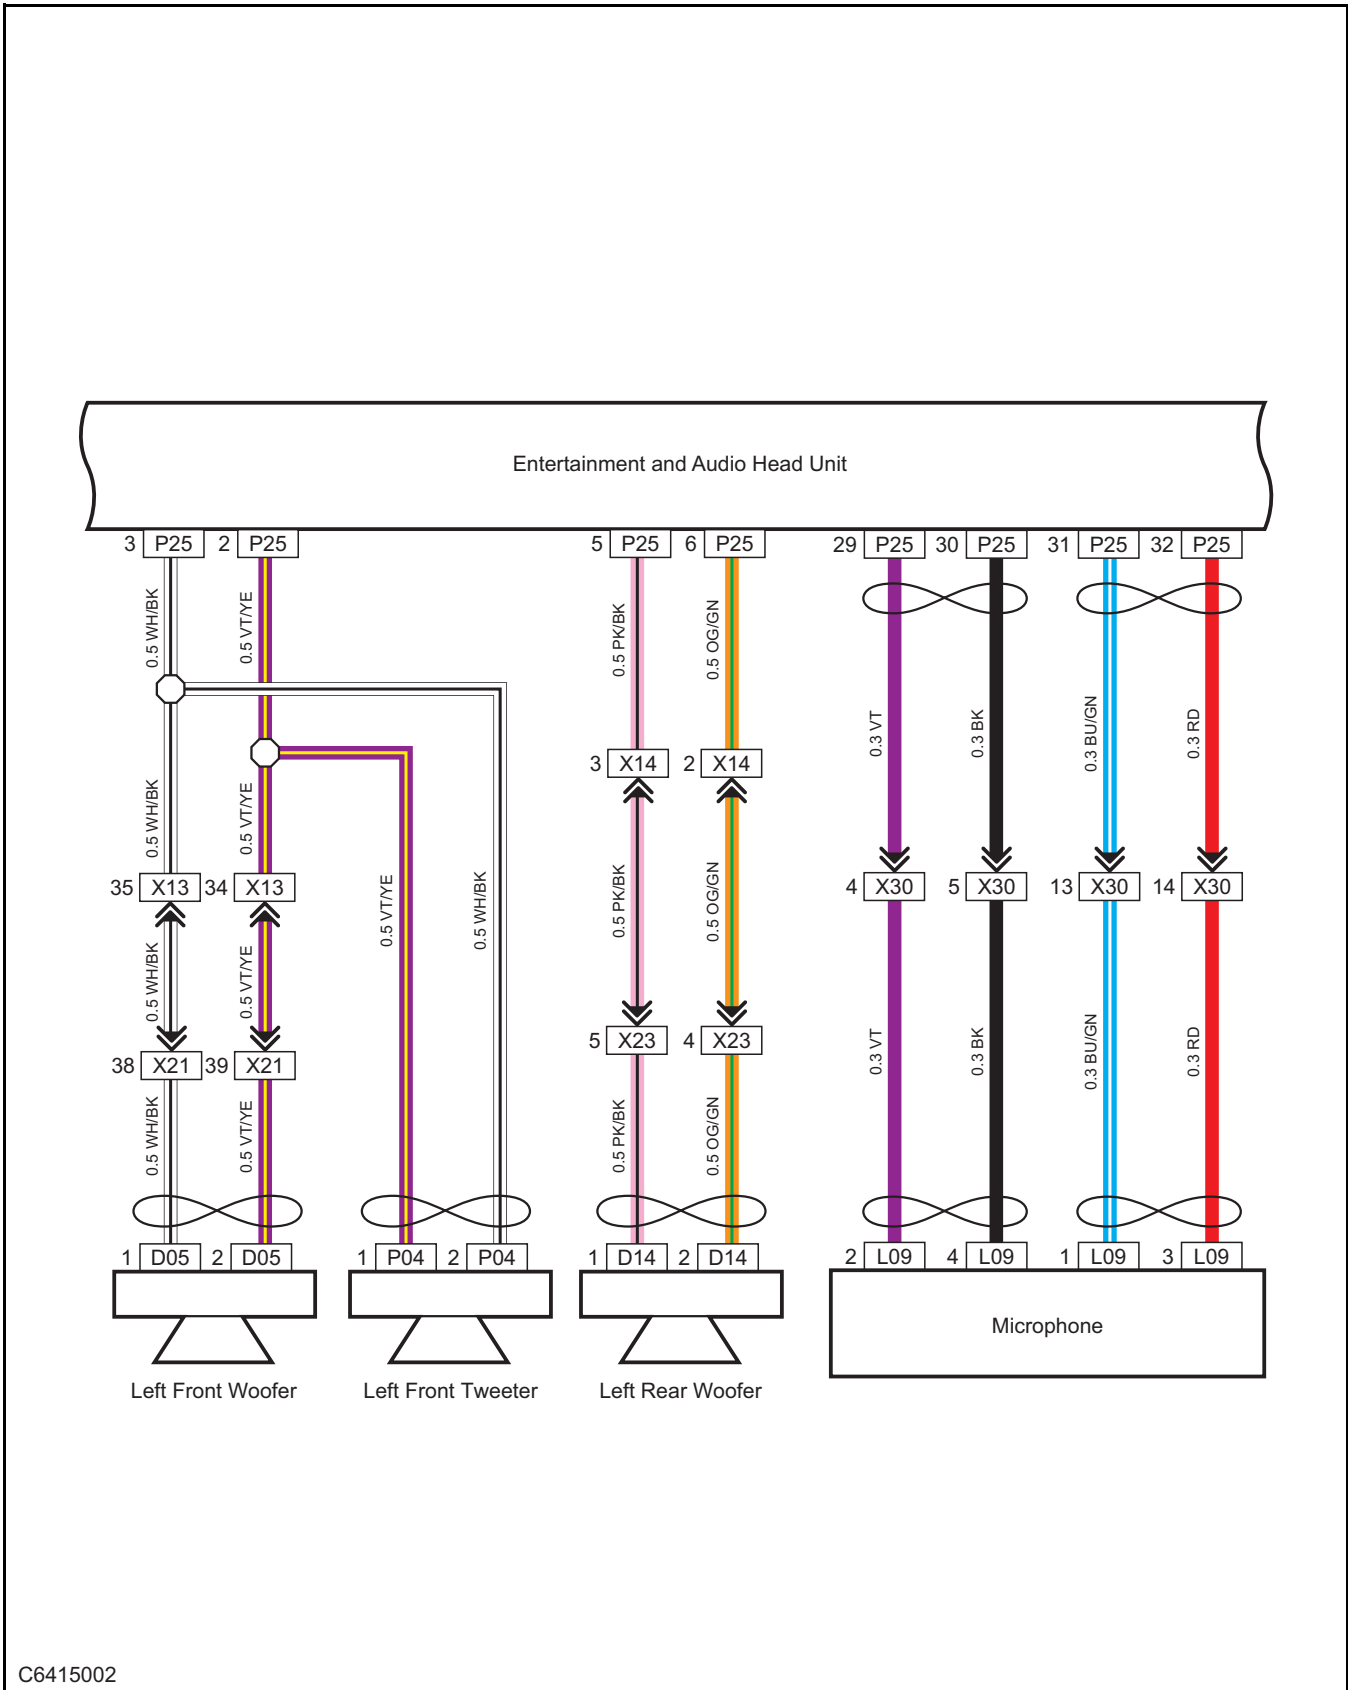 Entertainment and Audio Head Unit
3 P25 2 P25 5 P25 6 P25 29 P25 30 P25 31 P25 32 P25
0.5 WH/BK 0.5 VT/YE 0.5 PK/BK 0.5 OG/GN
0.3 VT 0.3 BK 0.3 BU/GN 0.3 RD
3 X14 2 X14
0.5 WH/BK 0.5 VT/YE
35 X13 34 X13 4 X30 5 X30 13 X30 14 X30
0.5 VT/YE 0.5 WH/BK 0.5 PK/BK 0.5 OG/GN
0.5 WH/BK 0.5 VT/YE
5 X23 4 X23
0.3 VT 0.3 BK 0.3 BU/GN 0.3 RD
38 X21 39 X21
0.5 WH/BK 0.5 VT/YE 0.5 PK/BK 0.5 OG/GN
1 D05 2 D05 1 P04 2 P04 1 D14 2 D14 2 L09 4 L09 1 L09 3 L09
Microphone
Left Front Woofer Left Front Tweeter Left Rear Woofer
C6415002